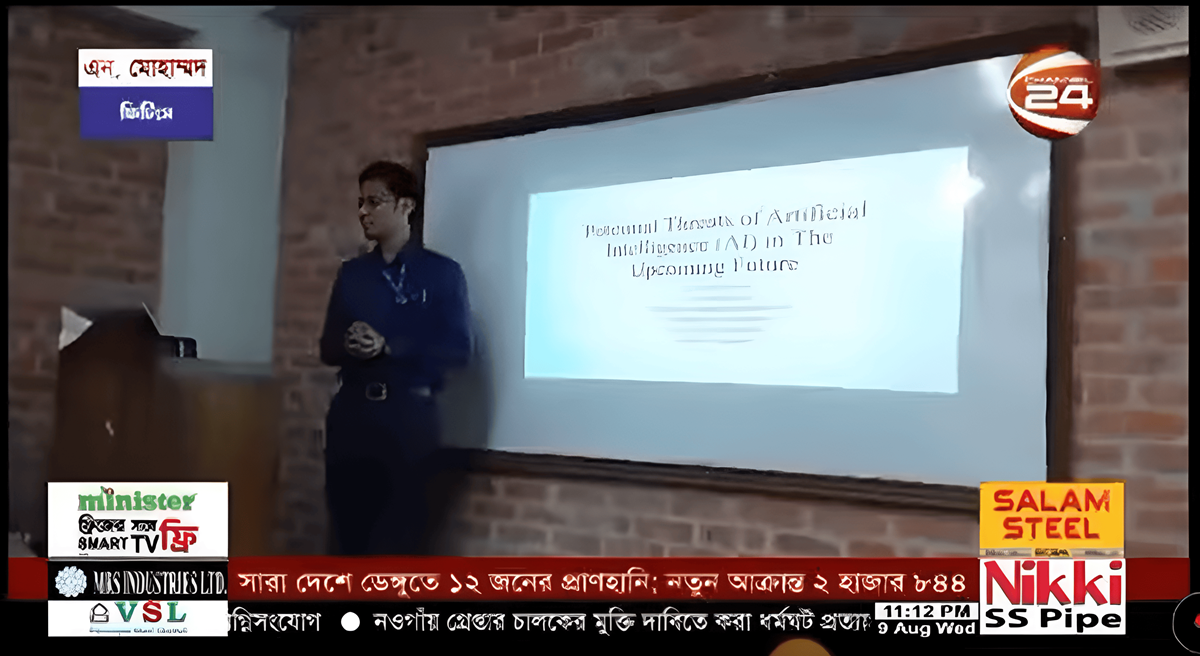 এন. মোহাম্মদ
CHANNEL
24
of Artificial
Intelligence (AI) in The
Upcoming Future
minister
ফ্রিজের সঙ্গে
SMART TV ফ্রি
SALAM
STEEL
MBS INDUSTRIES LTD.
সারা দেশে ডেঙ্গুতে ১২ জনের প্রাণহানি; নতুন আক্রান্ত ২ হাজার ৮৪৪
Nikki
SS Pipe
VSL
গ্নিসংযোগ ● নওগাঁয় গ্রেপ্তার চালকের মুক্তি দাবিতে করা ধর্মঘট প্রত্যাহ
11:12 PM
9 Aug Wed